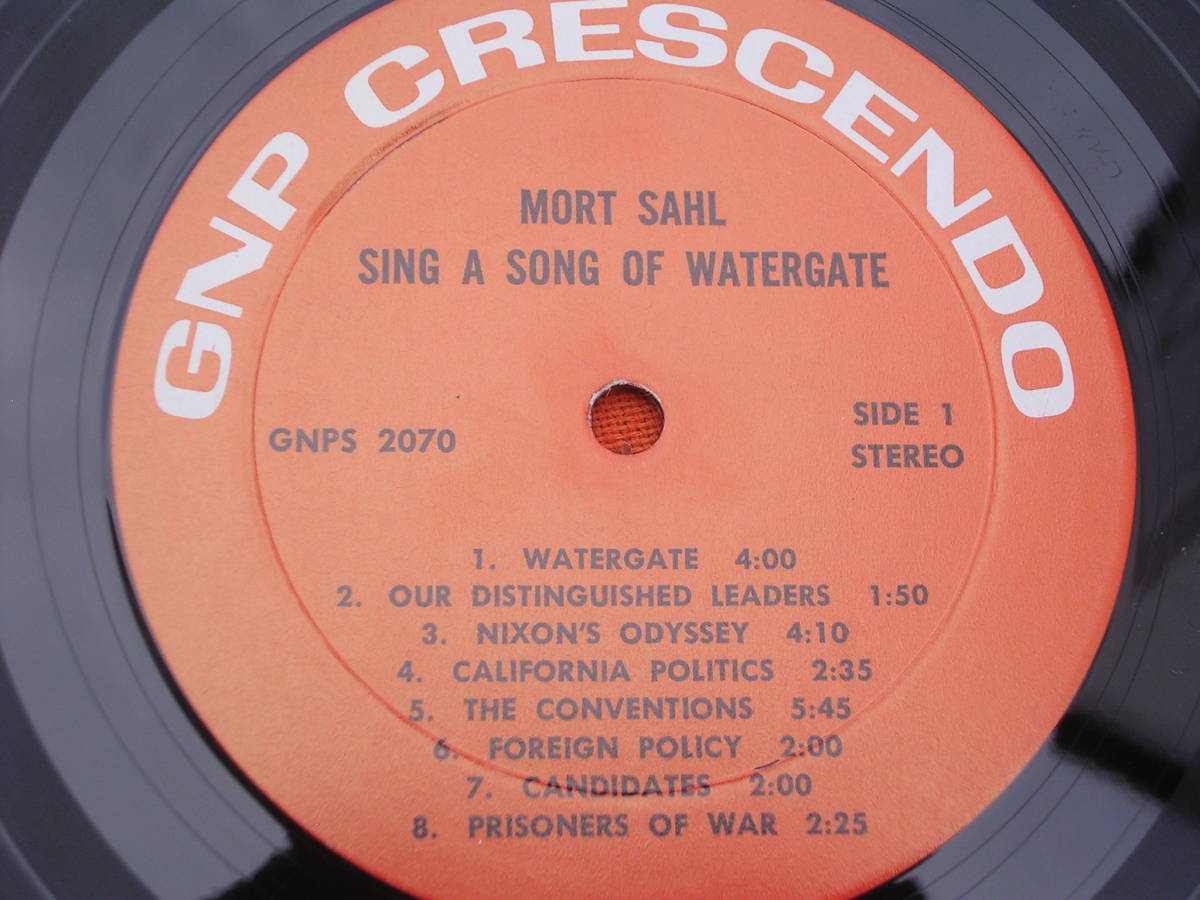 GNP CRESCENDO
MORT SAHL
SING A SONG OF WATERGATE
GNPS 2070
SIDE 1
STEREO
1. WATERGATE 4:00
2. OUR DISTINGUISHED LEADERS 1:50
3. NIXON'S ODYSSEY 4:10
4. CALIFORNIA POLITICS 2:35
5. THE CONVENTIONS 5:45
6. FOREIGN POLICY 2:00
7. CANDIDATES 2:00
8. PRISONERS OF WAR 2:25